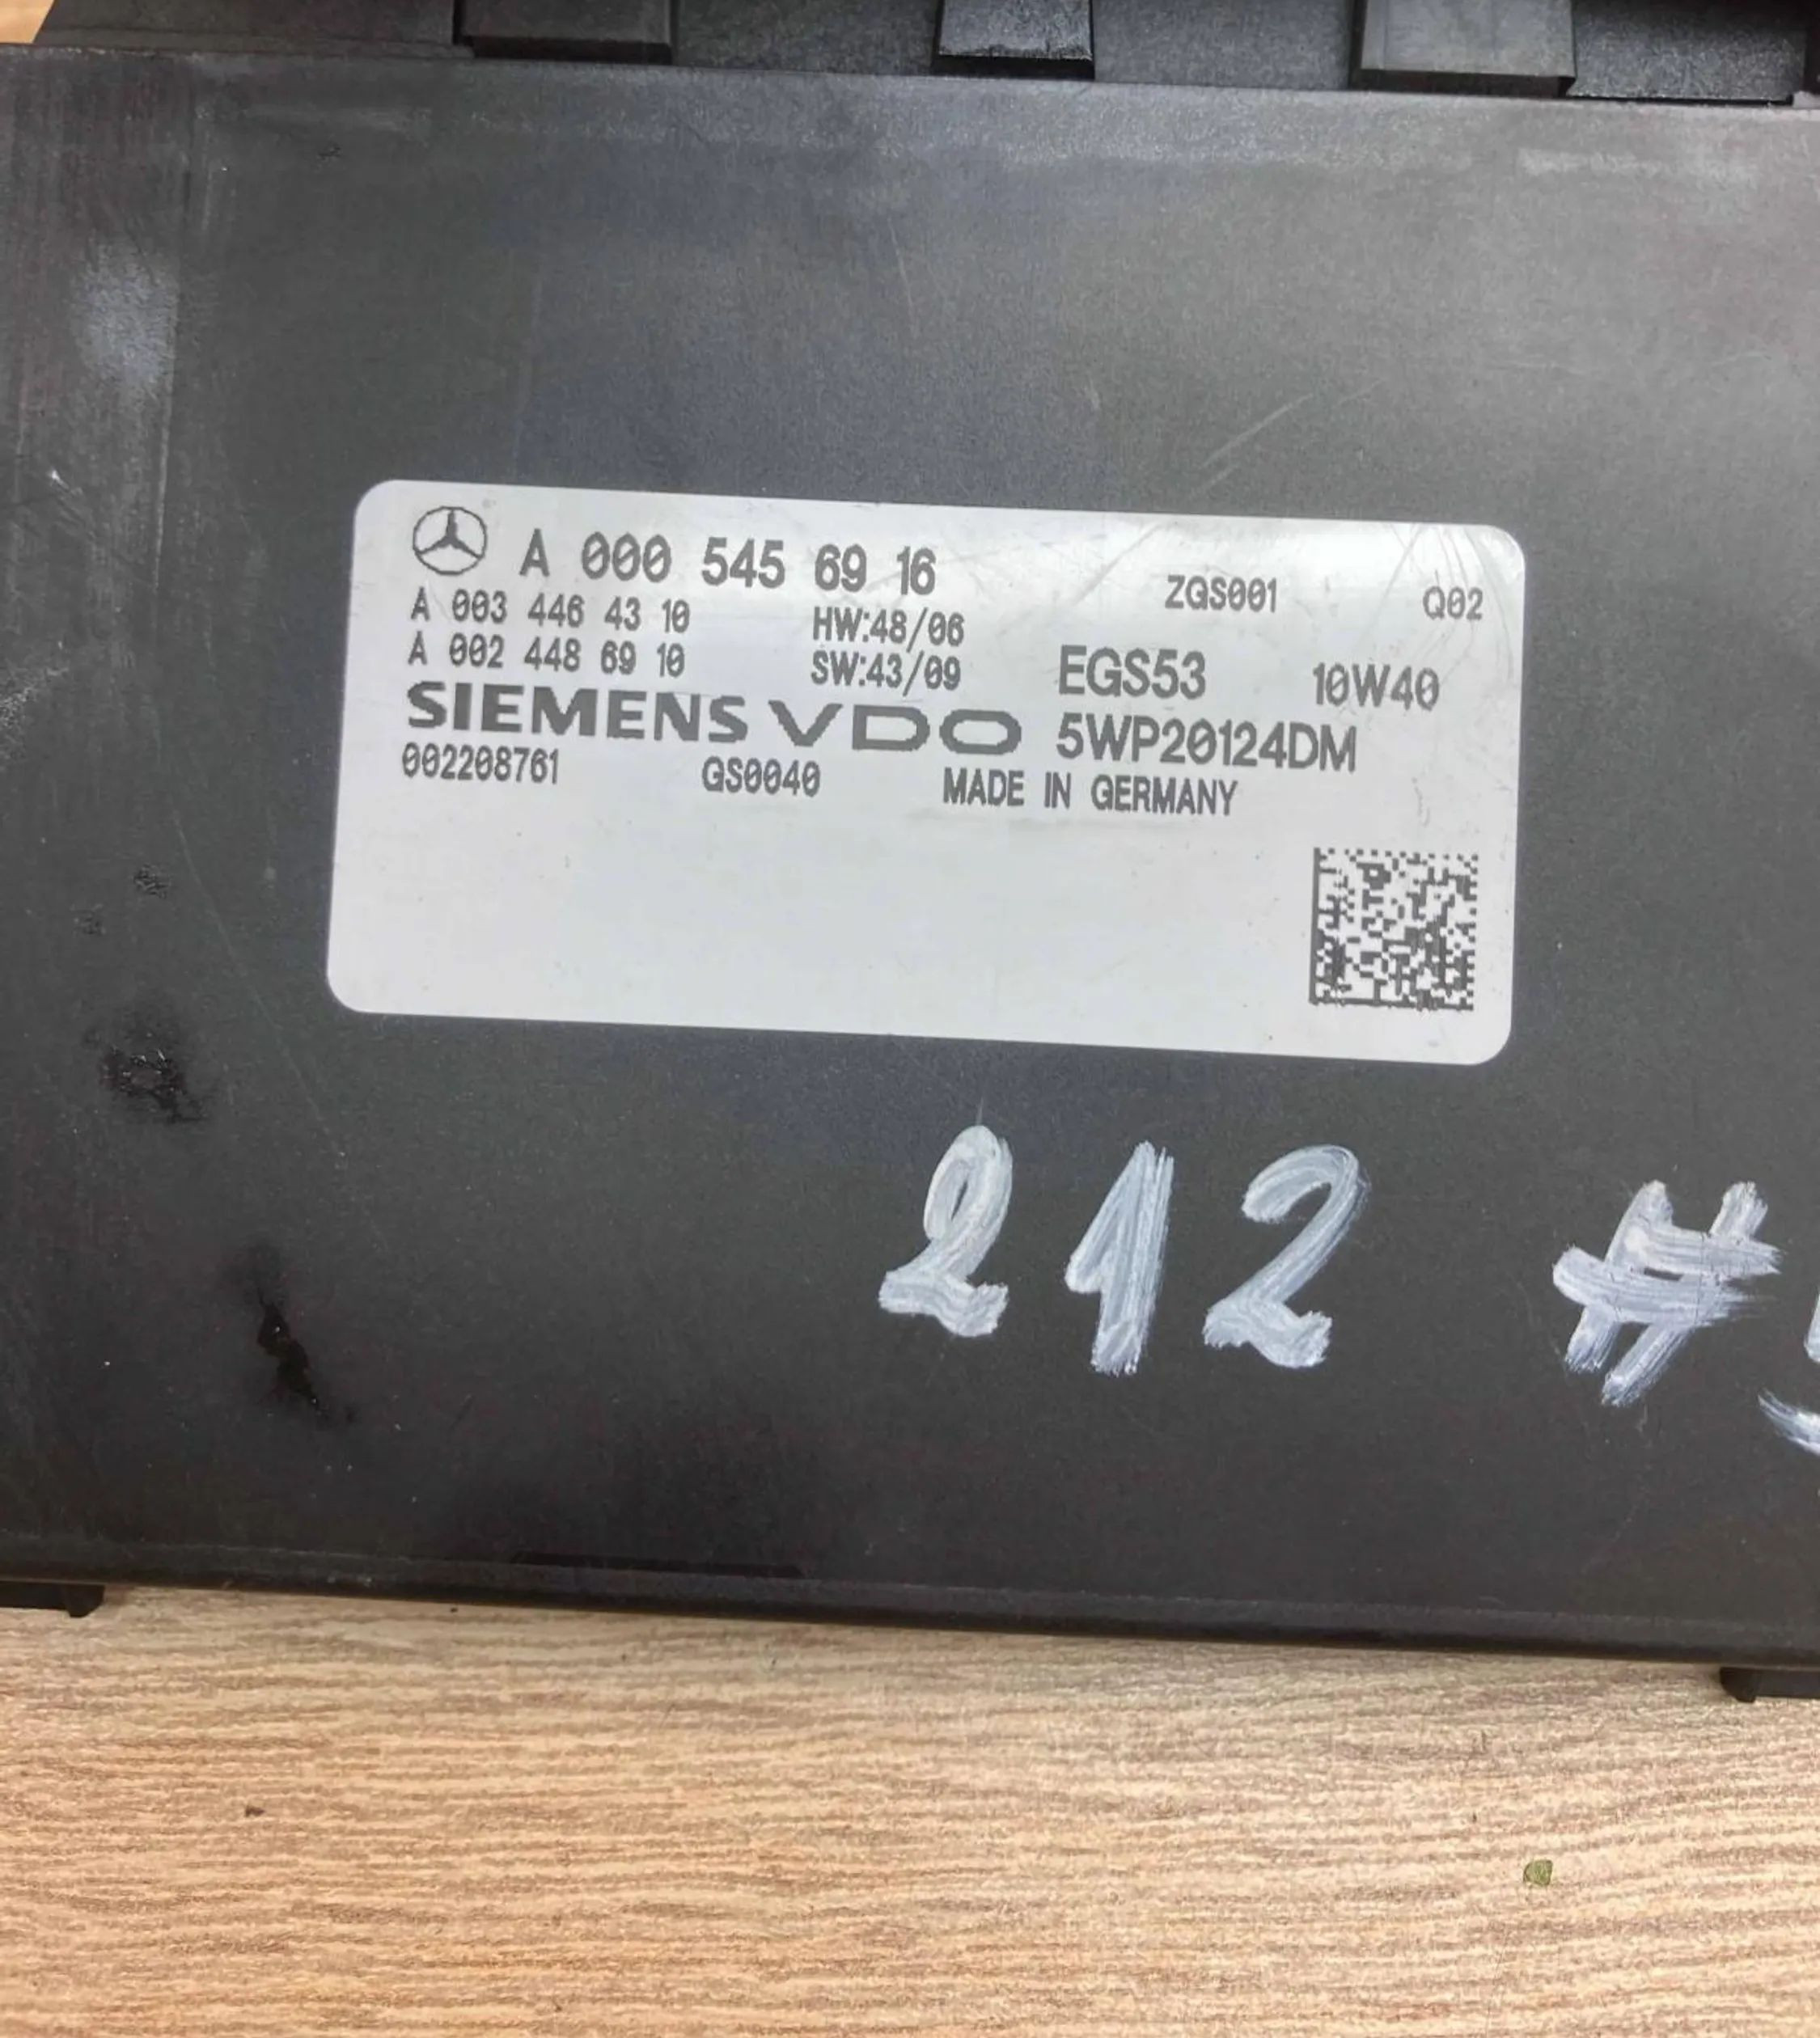 A 000 545 69 16 ZGS001 Q02
A 003 446 43 10 HW:48/06
A 002 448 69 10 SW:43/09 EGS53 10W40
SIEMENS VDO 5WP20124DM
002208761 GS0040 MADE IN GERMANY
212 #